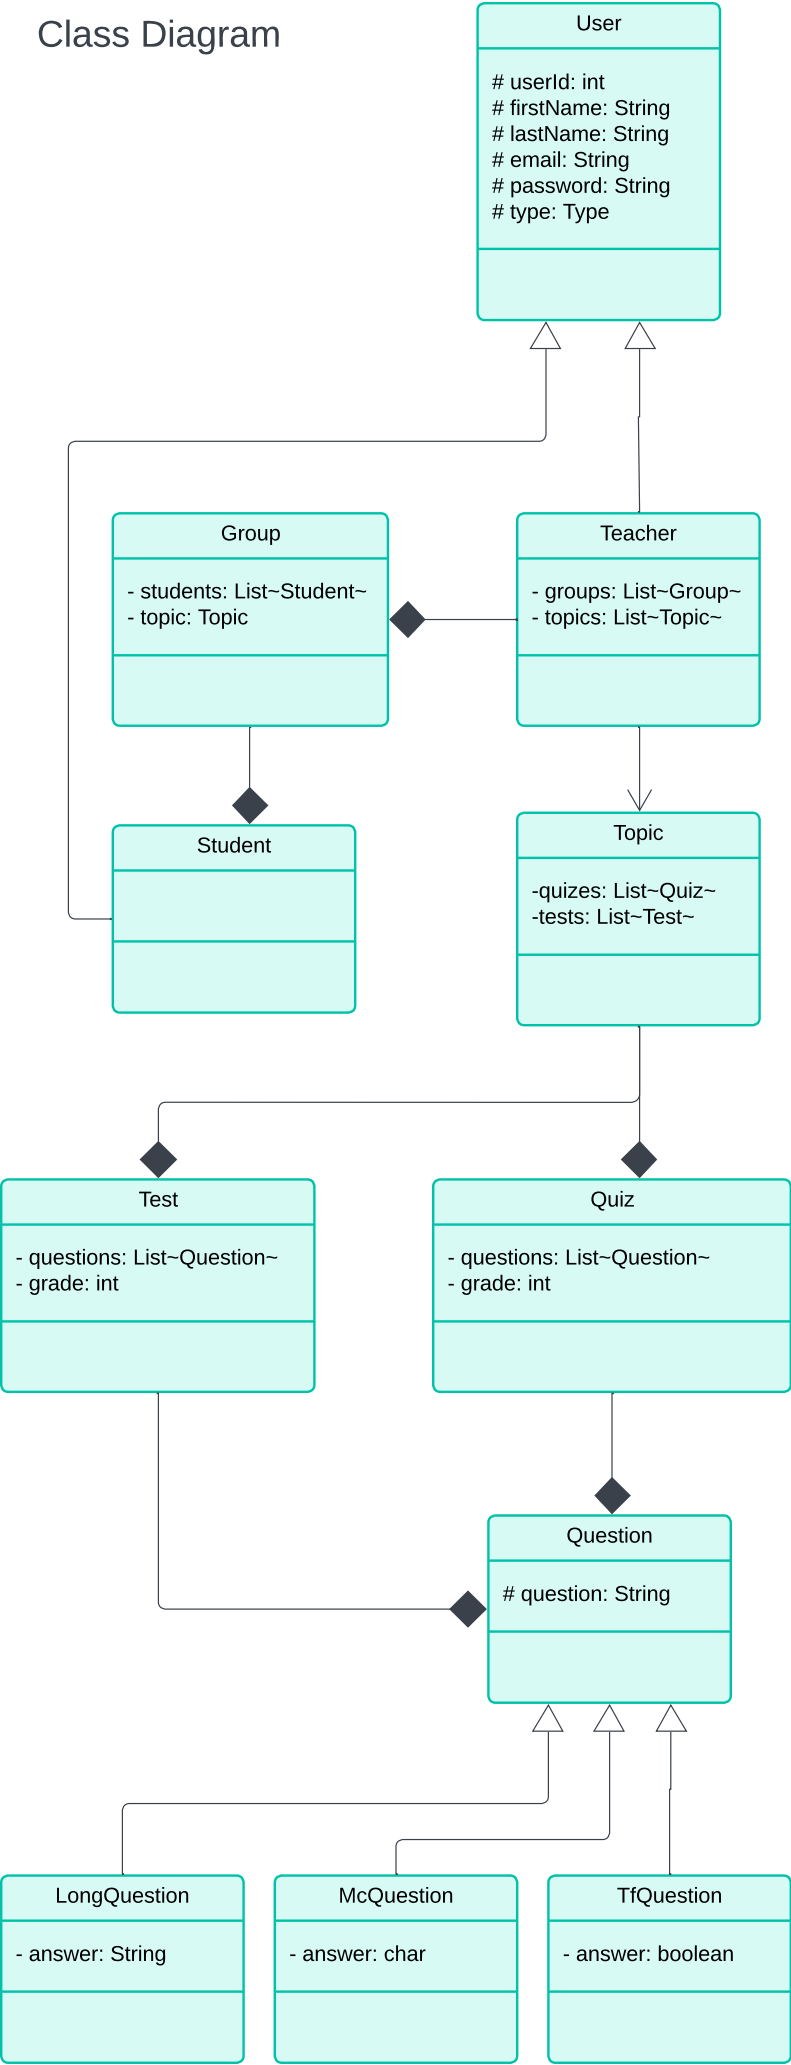 Class Diagram
User
# userId: int
# firstName: String
# lastName: String
# email: String
# password: String
# type: Type
Group
- students: List~Student~
- topic: Topic
Teacher
- groups: List~Group~
- topics: List~Topic~
Student
Topic
-quizes: List~Quiz~
-tests: List~Test~
Test
- questions: List~Question~
- grade: int
Quiz
- questions: List~Question~
- grade: int
Question
# question: String
LongQuestion
- answer: String
McQuestion
- answer: char
TfQuestion
- answer: boolean